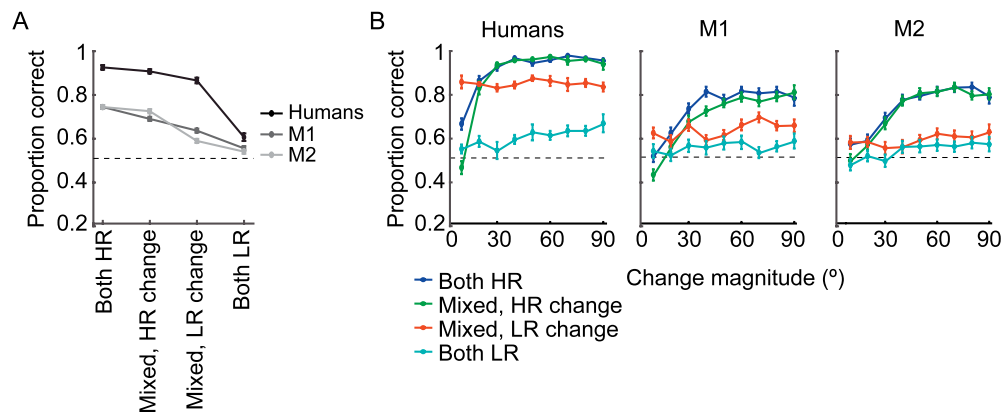 A
Proportion correct
1
0.8
0.6
0.4
0.2
Both HR
Mixed, HR change
Mixed, LR change
Both LR
Humans
M1
M2
B
Humans
M1
M2
Proportion correct
1
0.8
0.6
0.4
0.2
0 30 60 90
0 30 60 90
0 30 60 90
Change magnitude (º)
Both HR
Mixed, HR change
Mixed, LR change
Both LR